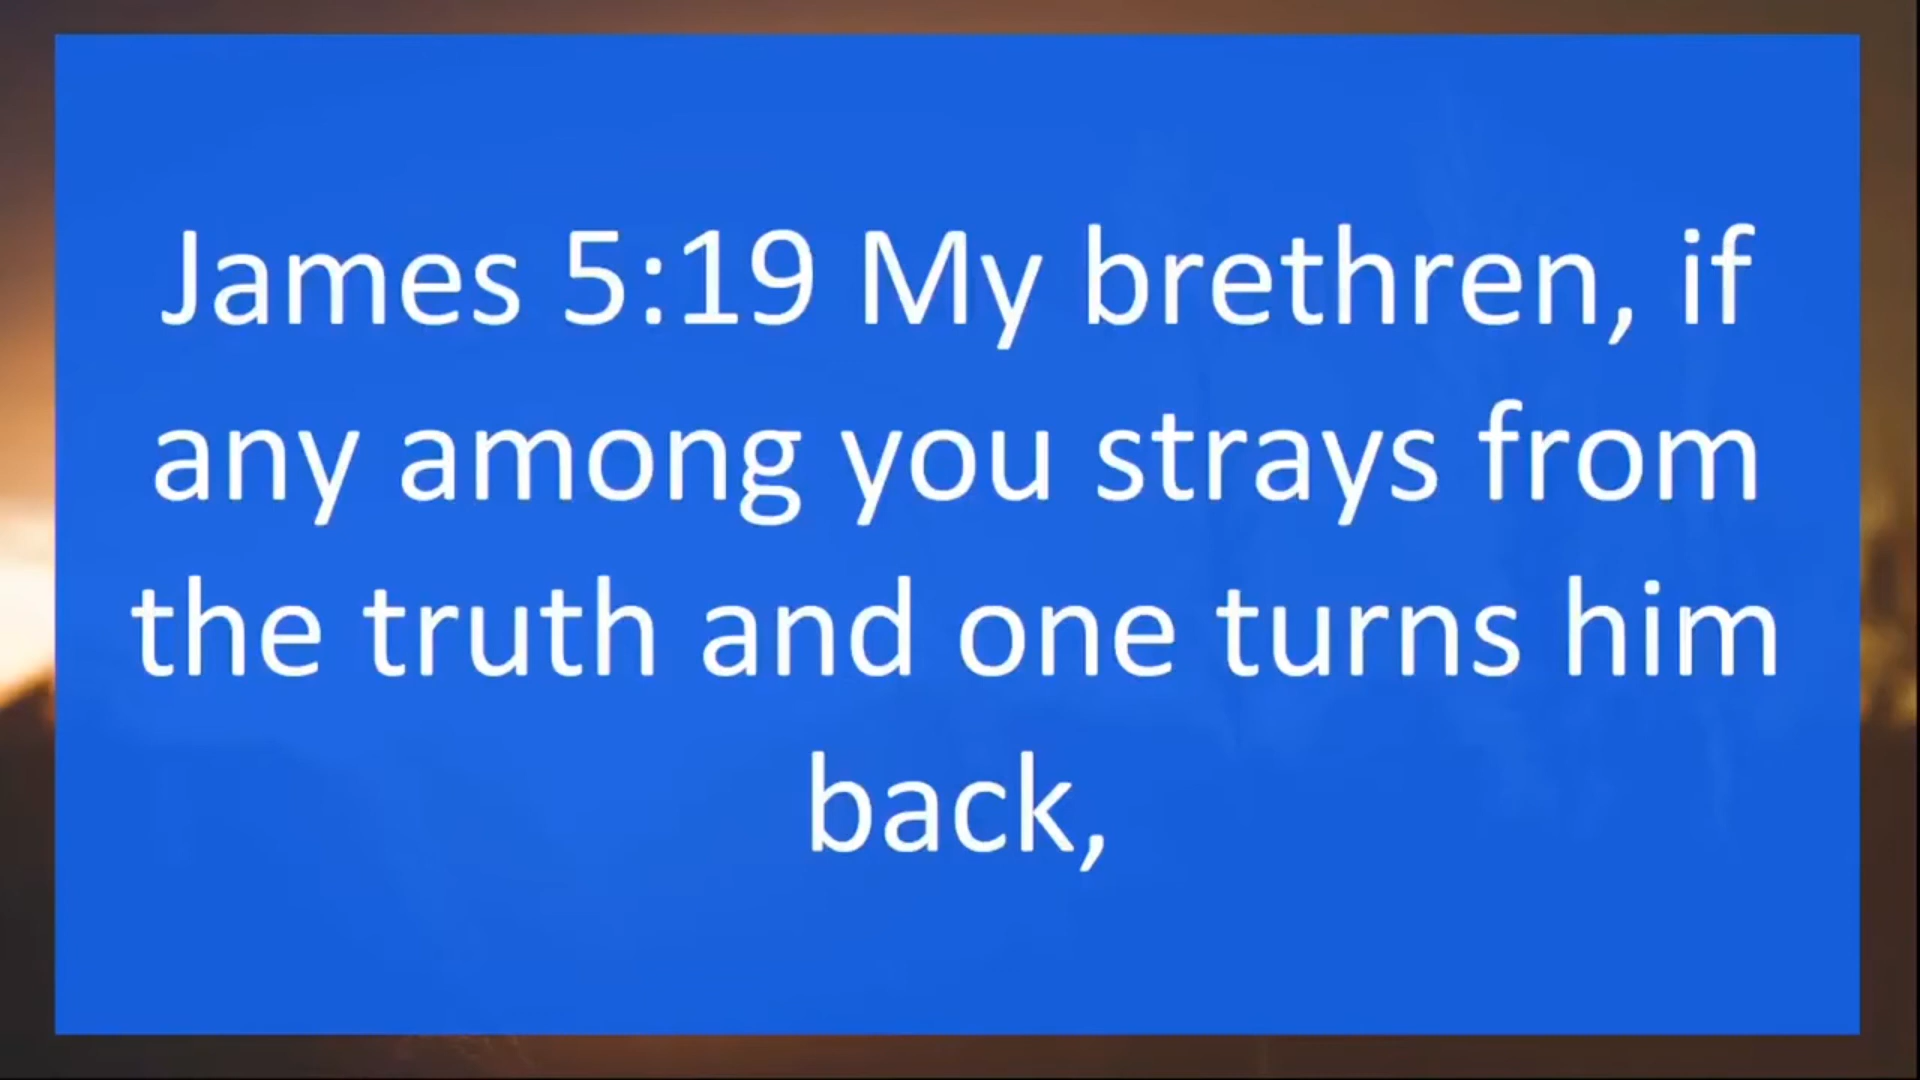 James 5:19 My brethren, if
any among you strays from
the truth and one turns him
back,